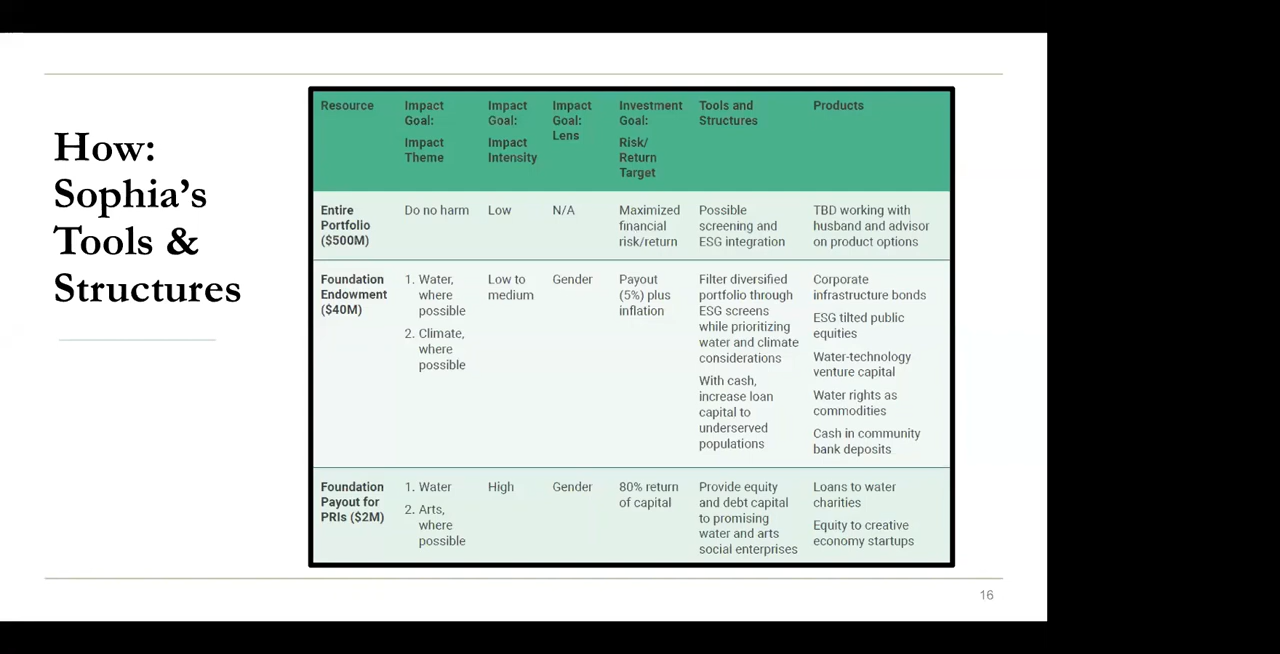 How:
Sophia’s
Tools &
Structures
Resource
Impact
Goal:
Impact
Theme
Impact
Goal:
Impact
Intensity
Impact
Goal:
Lens
Investment
Goal:
Risk/
Return
Target
Tools and
Structures
Products
Entire
Portfolio
($500M)
Do no harm
Low
N/A
Maximized
financial
risk/return
Possible
screening and
ESG integration
TBD working with
husband and advisor
on product options
Foundation
Endowment
($40M)
1. Water,
where
possible
2. Climate,
where
possible
Low to
medium
Gender
Payout
(5%) plus
inflation
Filter diversified
portfolio through
ESG screens
while prioritizing
water and climate
considerations
With cash,
increase loan
capital to
underserved
populations
Corporate
infrastructure bonds
ESG tilted public
equities
Water-technology
venture capital
Water rights as
commodities
Cash in community
bank deposits
Foundation
Payout for
PRIs ($2M)
1. Water
2. Arts,
where
possible
High
Gender
80% return
of capital
Provide equity
and debt capital
to promising
water and arts
social enterprises
Loans to water
charities
Equity to creative
economy startups
16